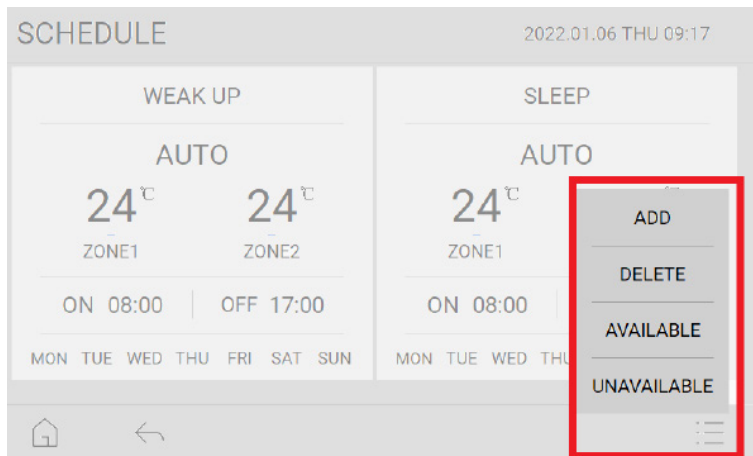 SCHEDULE 2022.01.06 THU 09:17
WEAK UP
AUTO
24℃ 24℃
ZONE1 ZONE2
ON 08:00 OFF 17:00
MON TUE WED THU FRI SAT SUN
SLEEP
AUTO
24℃
ZONE1
ON 08:00
MON TUE WED
ADD
DELETE
AVAILABLE
UNAVAILABLE